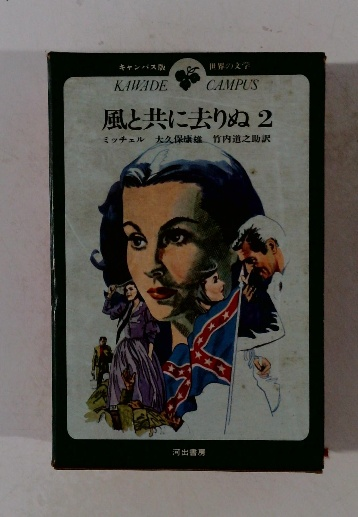 キャンパス版 世界の文学
KAWADE CAMPUS
風と共に去りぬ 2
ミッチェル 大久保康雄 竹内道之助訳
河出書房